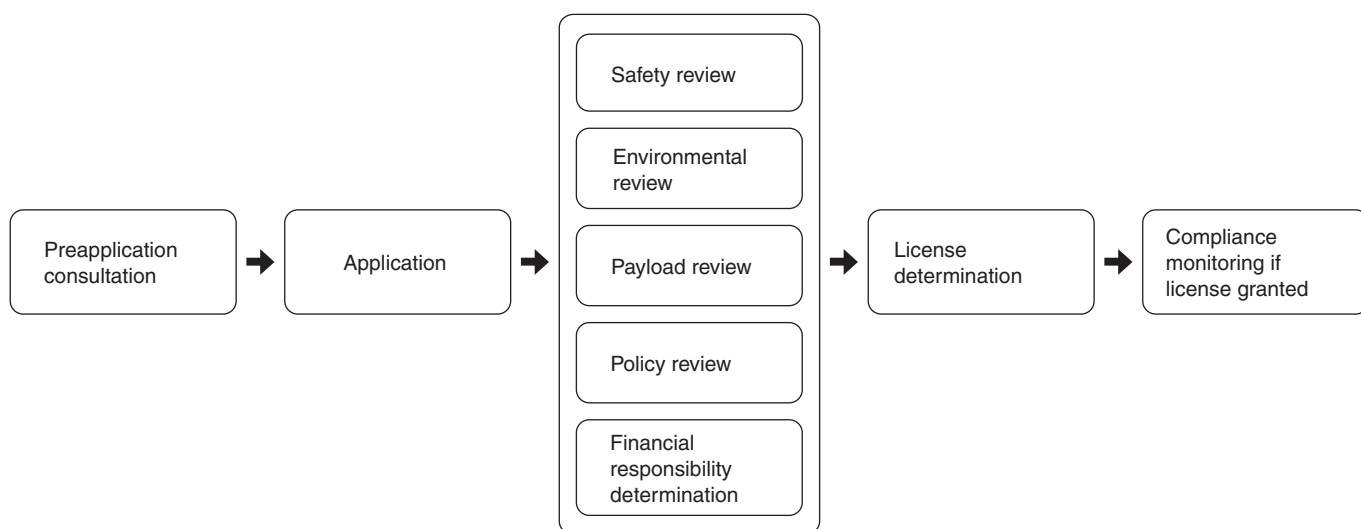 Preapplication
consultation
Application
Safety review
Environmental
review
Payload review
Policy review
Financial
responsibility
determination
License
determination
Compliance
monitoring if
license granted